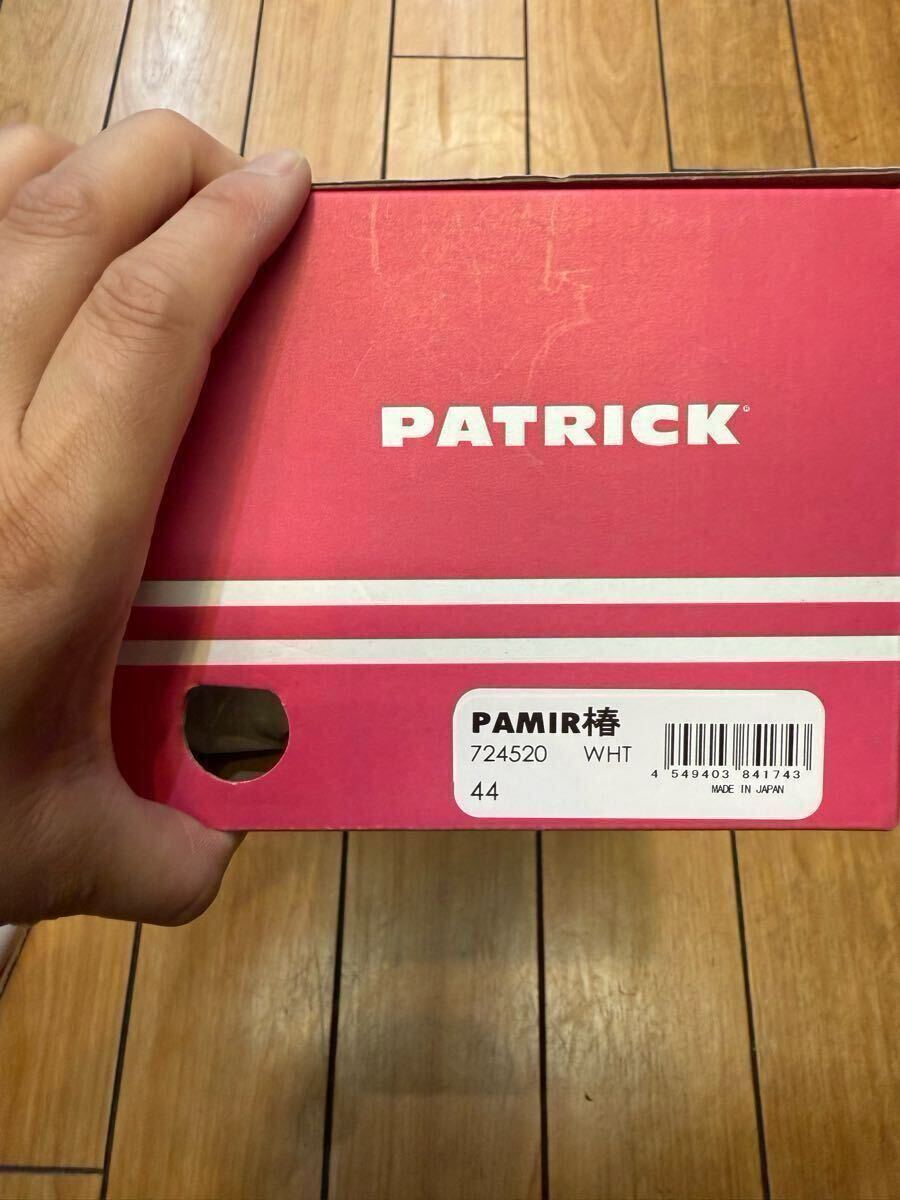 PATRICK®
PAMIR椿
724520 WHT
44
4 549403 841743
MADE IN JAPAN